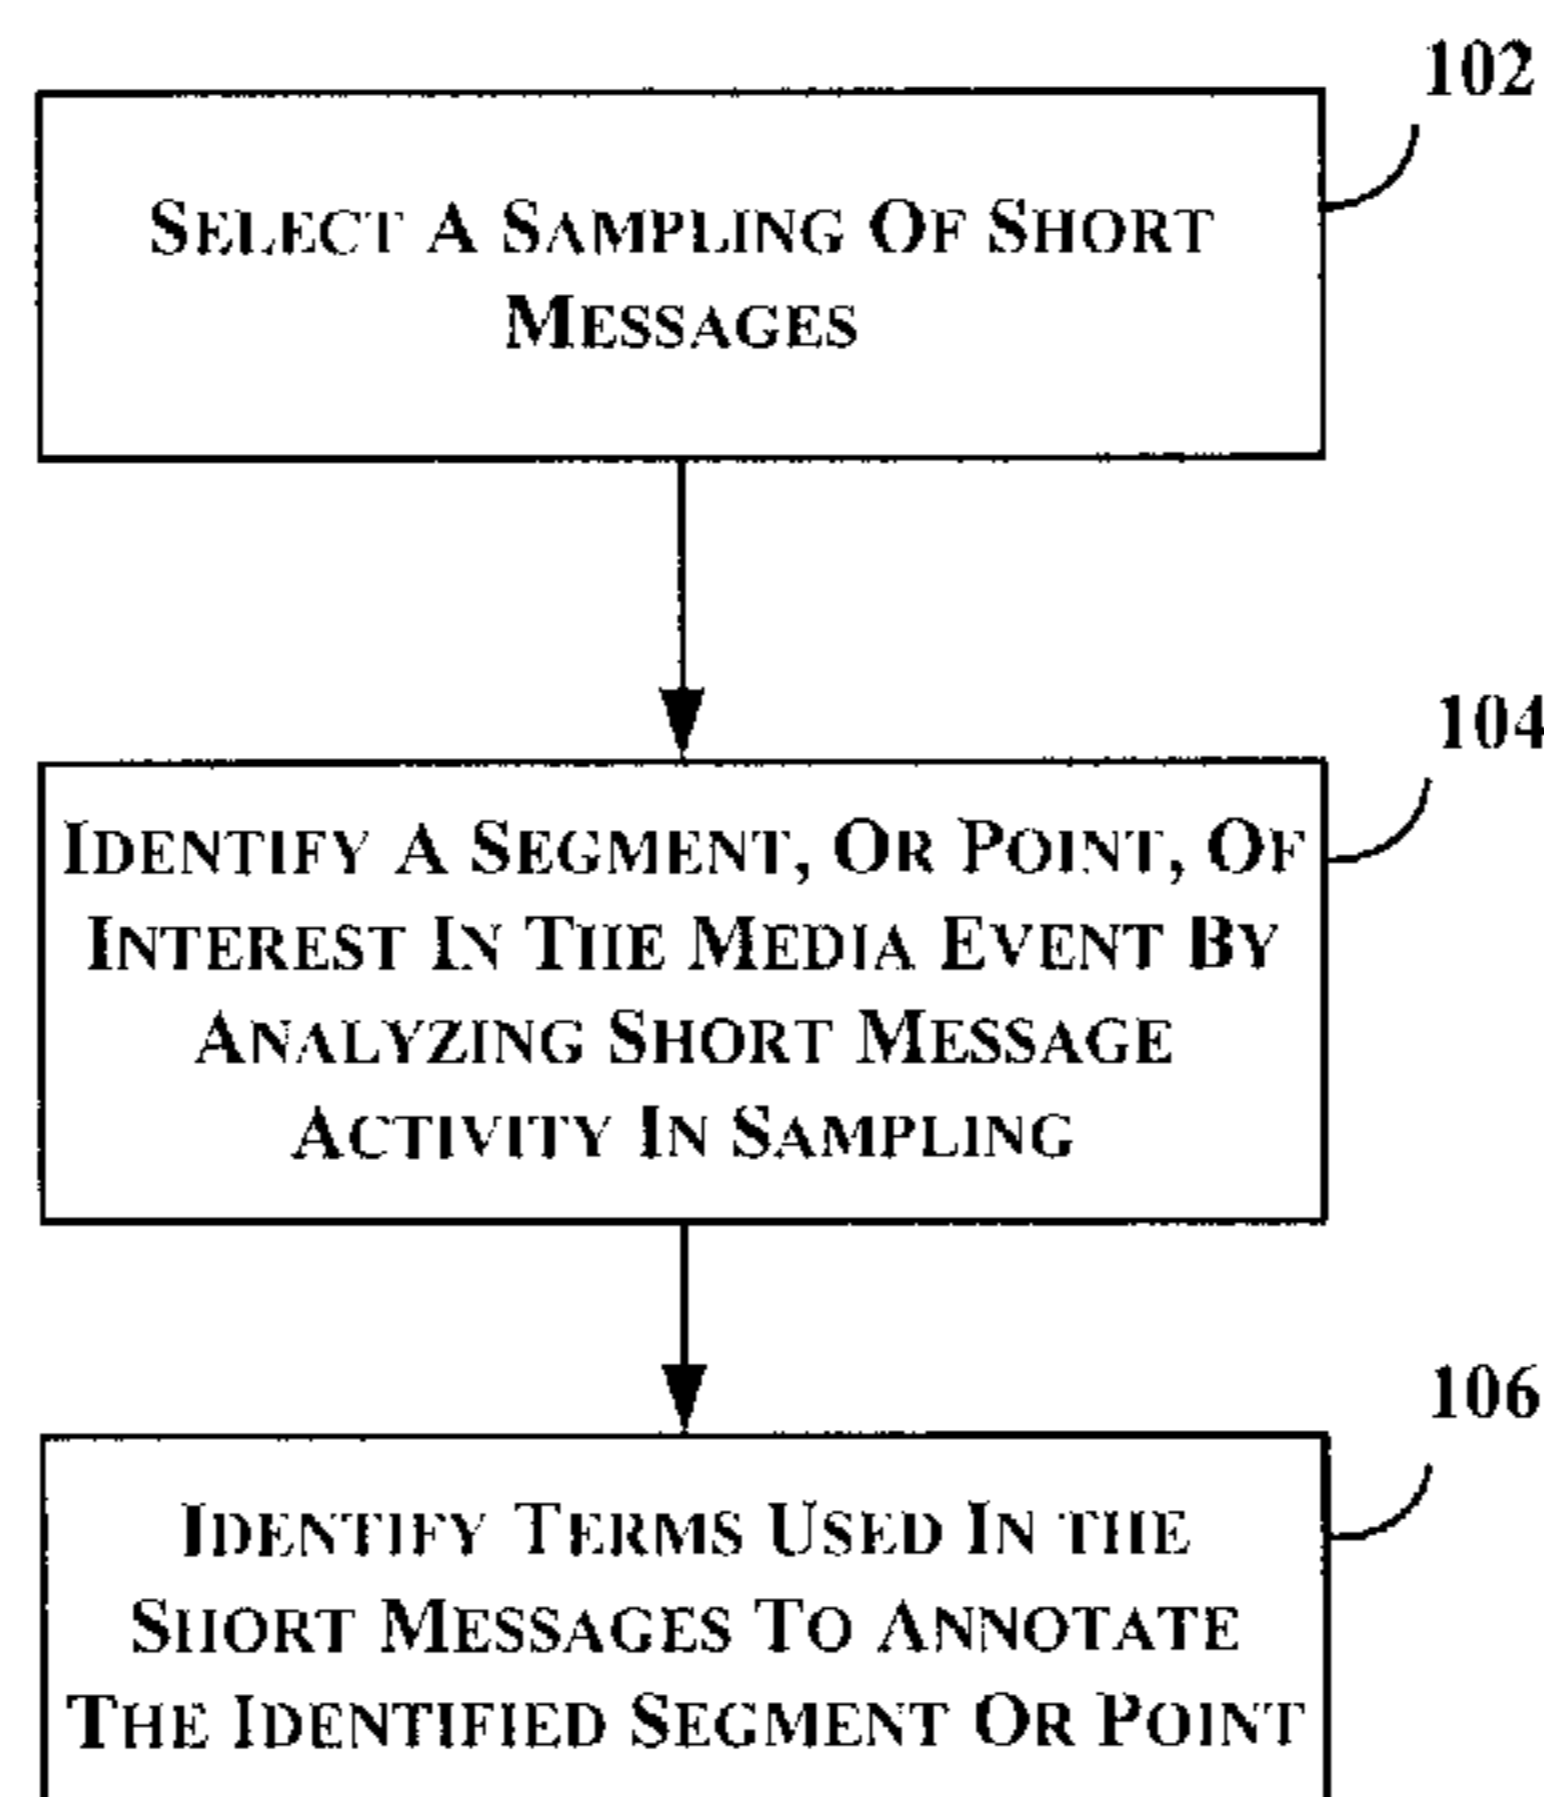 102
SELECT A SAMPLING OF SHORT
MESSAGES
104
IDENTIFY A SEGMENT, OR POINT, OF
INTEREST IN THE MEDIA EVENT BY
ANALYZING SHORT MESSAGE
ACTIVITY IN SAMPLING
106
IDENTIFY TERMS USED IN THE
SHORT MESSAGES TO ANNOTATE
THE IDENTIFIED SEGMENT OR POINT